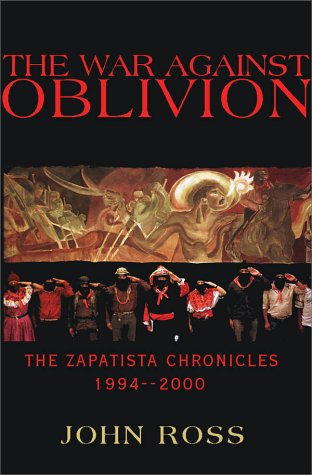 THE WAR AGAINST
OBLIVION
THE ZAPATISTA CHRONICLES
1994--2000
JOHN ROSS